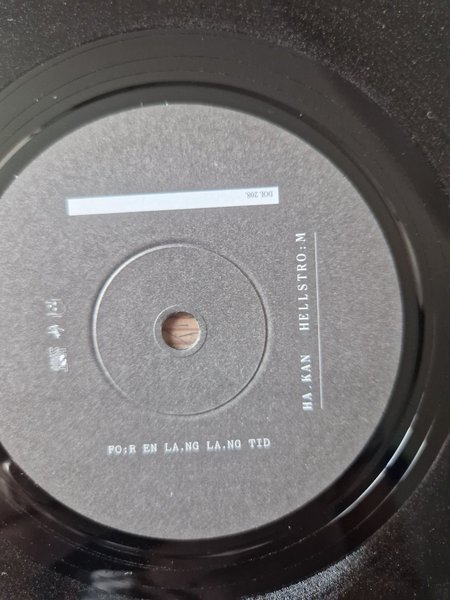 DOL 208.
HA.KAN HELLSTRO:M
FO:R EN LA.NG LA.NG TID